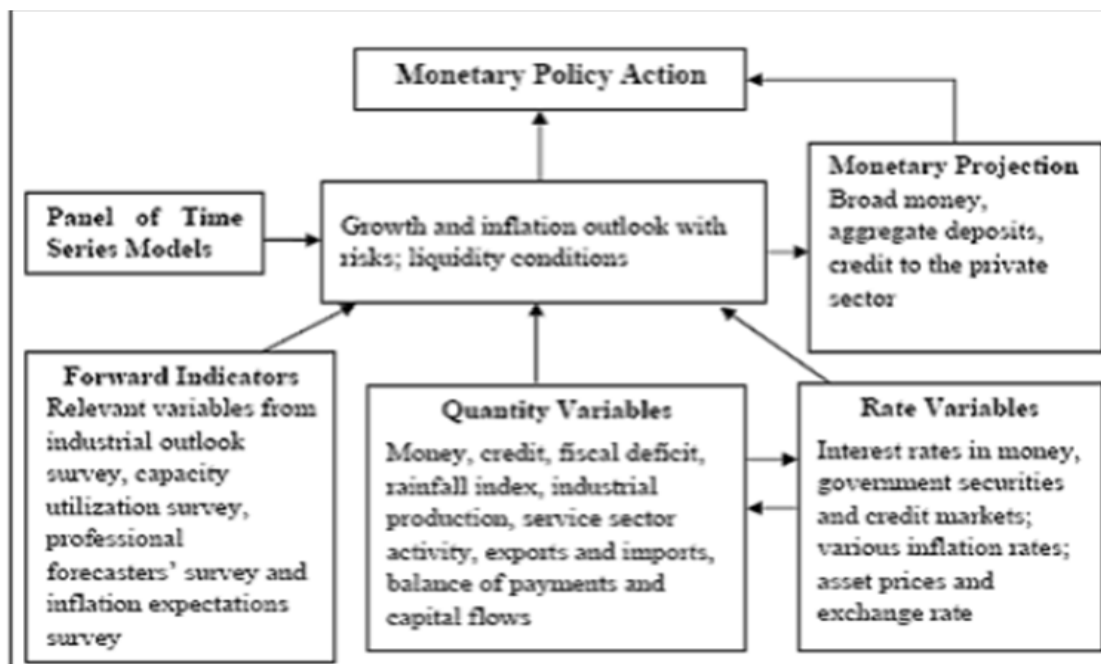 Monetary Policy Action
Monetary Projection
Broad money,
aggregate deposits,
credit to the private
sector
Panel of Time
Series Models
Growth and inflation outlook with
risks; liquidity conditions
Forward Indicators
Relevant variables from
industrial outlook
survey, capacity
utilization survey,
professional
forecasters' survey and
inflation expectations
survey
Quantity Variables
Money, credit, fiscal deficit,
rainfall index, industrial
production, service sector
activity, exports and imports,
balance of payments and
capital flows
Rate Variables
Interest rates in money,
government securities
and credit markets;
various inflation rates;
asset prices and
exchange rate